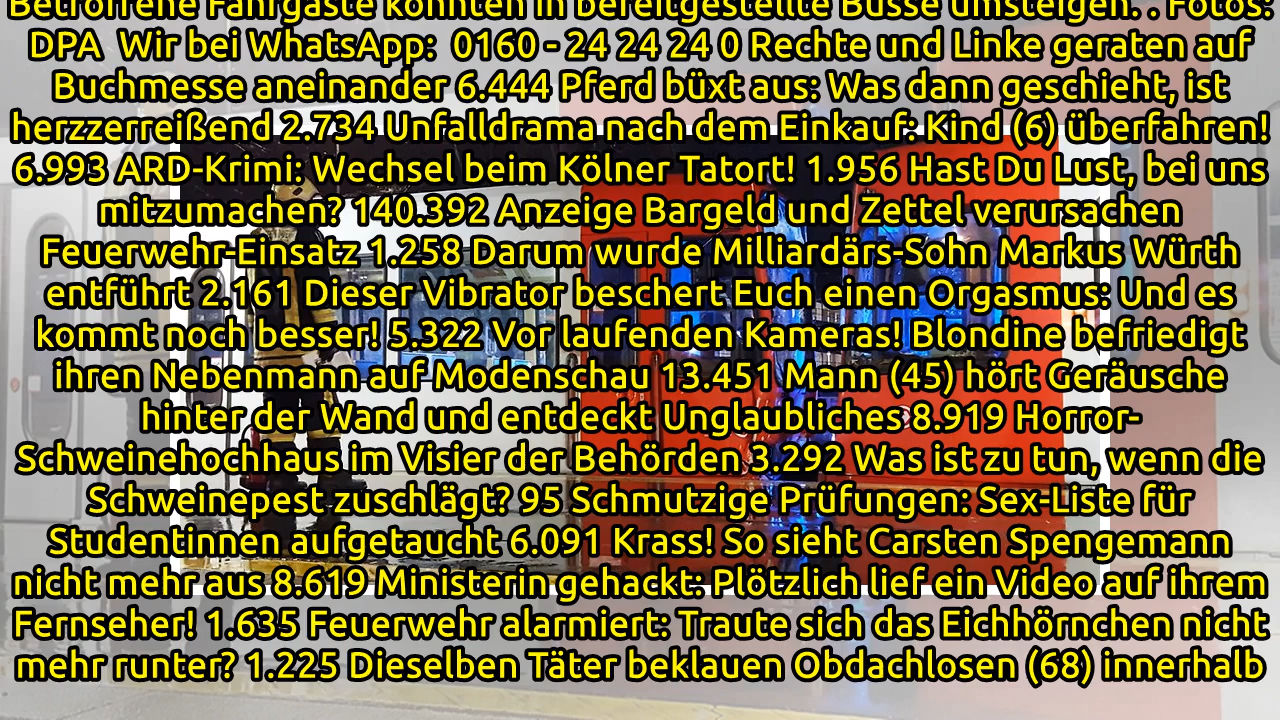 Betroffene Fahrgäste konnten in bereitgestellte Busse umsteigen. . Fotos:
DPA Wir bei WhatsApp: 0160 - 24 24 24 0 Rechte und Linke geraten auf
Buchmesse aneinander 6.444 Pferd büxt aus: Was dann geschieht, ist
herzzerreißend 2.734 Unfalldrama nach dem Einkauf: Kind (6) überfahren!
6.993 ARD-Krimi: Wechsel beim Kölner Tatort! 1.956 Hast Du Lust, bei uns
mitzumachen? 140.392 Anzeige Bargeld und Zettel verursachen
Feuerwehr-Einsatz 1.258 Darum wurde Milliardärs-Sohn Markus Würth
entführt 2.161 Dieser Vibrator beschert Euch einen Orgasmus: Und es
kommt noch besser! 5.322 Vor laufenden Kameras! Blondine befriedigt
ihren Nebenmann auf Modenschau 13.451 Mann (45) hört Geräusche
hinter der Wand und entdeckt Unglaubliches 8.919 Horror-
Schweinehochhaus im Visier der Behörden 3.292 Was ist zu tun, wenn die
Schweinepest zuschlägt? 95 Schmutzige Prüfungen: Sex-Liste für
Studentinnen aufgetaucht 6.091 Krass! So sieht Carsten Spengemann
nicht mehr aus 8.619 Ministerin gehackt: Plötzlich lief ein Video auf ihrem
Fernseher! 1.635 Feuerwehr alarmiert: Traute sich das Eichhörnchen nicht
mehr runter? 1.225 Dieselben Täter beklauen Obdachlosen (68) innerhalb